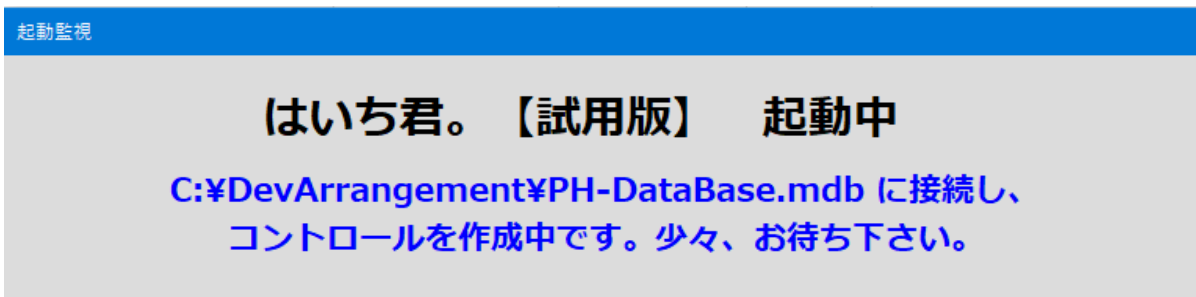 起動監視
はいち君。【試用版】　起動中
C:¥DevArrangement¥PH-DataBase.mdb に接続し、
コントロールを作成中です。少々、お待ち下さい。